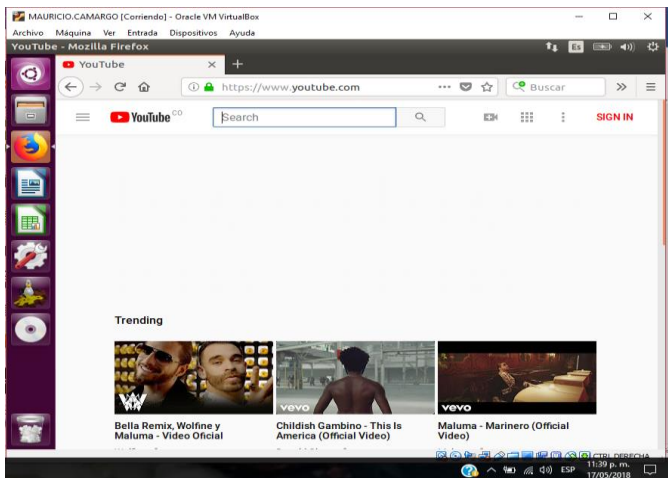 MAURICIO.CAMARGO [Corriendo] - Oracle VM VirtualBox
Archivo Máquina Ver Entrada Dispositivos Ayuda
YouTube - Mozilla Firefox
Es
YouTube
https://www.youtube.com
Buscar
YouTube CO
Search
SIGN IN
Trending
vevo
vevo
Bella Remix, Wolfine y
Maluma - Video Oficial
Childish Gambino - This Is
America (Official Video)
Maluma - Marinero (Official
Video)
CTRL DERECHA
ESP
11:39 p. m.
17/05/2018